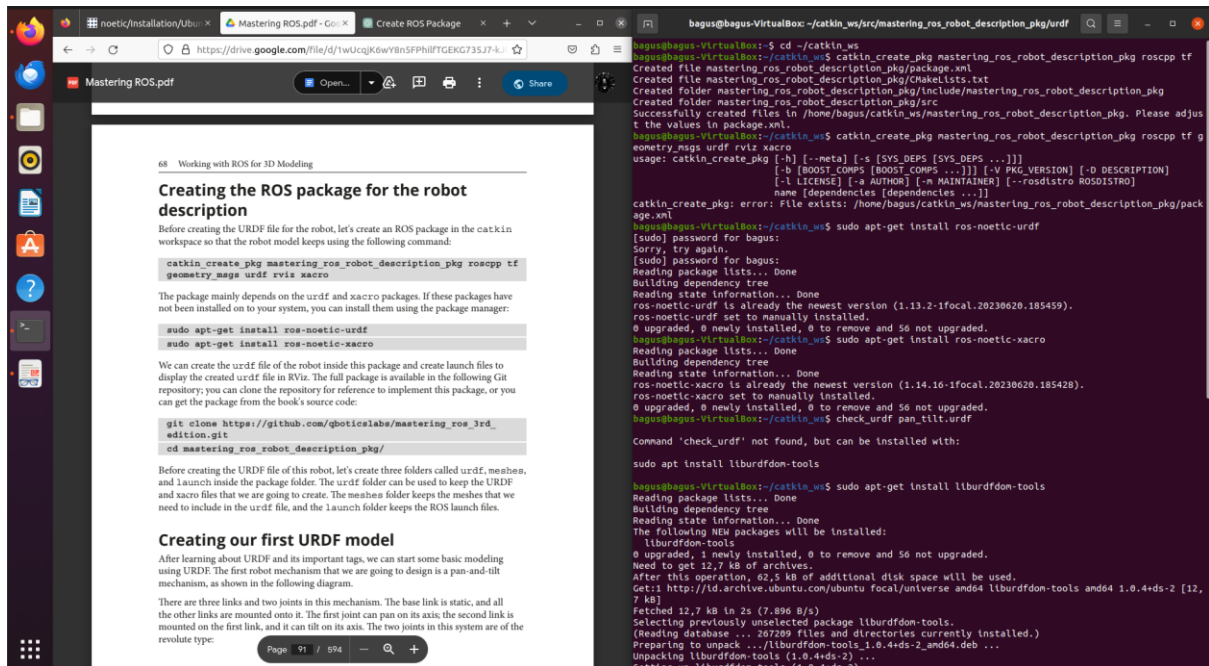 noetic/Installation/Ubun
Mastering ROS.pdf - Goo
Create ROS Package
https://drive.google.com/file/d/1wUcqjK6wYBn5FPhilfTGEKG735J7-k
Mastering ROS.pdf
Open...
Share
68 Working with ROS for 3D Modeling
Creating the ROS package for the robot
description
Before creating the URDF file for the robot, let's create an ROS package in the catkin
workspace so that the robot model keeps using the following command:
catkin_create_pkg mastering_ros_robot_description_pkg roscpp tf
geometry_msgs urdf rviz xacro
The package mainly depends on the urdf and xacro packages. If these packages have
not been installed on to your system, you can install them using the package manager:
sudo apt-get install ros-noetic-urdf
sudo apt-get install ros-noetic-xacro
We can create the urdf file of the robot inside this package and create launch files to
display the created urdf file in RViz. The full package is available in the following Git
repository; you can clone the repository for reference to implement this package, or you
can get the package from the book's source code:
git clone https://github.com/qboticslabs/mastering_ros_3rd_
edition.git
cd mastering_ros_robot_description_pkg/
Before creating the URDF file of this robot, let's create three folders called urdf, meshes,
and launch inside the package folder. The urdf folder can be used to keep the URDF
and xacro files that we are going to create. The meshes folder keeps the meshes that we
need to include in the urdf file, and the launch folder keeps the ROS launch files.
Creating our first URDF model
After learning about URDF and its important tags, we can start some basic modeling
using URDF. The first robot mechanism that we are going to design is a pan-and-tilt
mechanism, as shown in the following diagram.
There are three links and two joints in this mechanism. The base link is static, and all
the other links are mounted onto it. The first joint can pan on its axis; the second link is
mounted on the first link, and it can tilt on its axis. The two joints in this system are of the
revolute type:
Page 91 / 594
bagus@bagus-VirtualBox: ~/catkin_ws/src/mastering_ros_robot_description_pkg/urdf
bagus@bagus-VirtualBox:~$ cd ~/catkin_ws
bagus@bagus-VirtualBox:~/catkin_ws$ catkin_create_pkg mastering_ros_robot_description_pkg roscpp tf
Created file mastering_ros_robot_description_pkg/package.xml
Created file mastering_ros_robot_description_pkg/CMakeLists.txt
Created folder mastering_ros_robot_description_pkg/include/mastering_ros_robot_description_pkg
Created folder mastering_ros_robot_description_pkg/src
Successfully created files in /home/bagus/catkin_ws/mastering_ros_robot_description_pkg. Please adjus
t the values in package.xml.
bagus@bagus-VirtualBox:~/catkin_ws$ catkin_create_pkg mastering_ros_robot_description_pkg roscpp tf g
eometry_msgs urdf rviz xacro
usage: catkin_create_pkg [-h] [--meta] [-s [SYS_DEPS [SYS_DEPS ...]]]
[-b [BOOST_COMPS [BOOST_COMPS ...]]] [-V PKG_VERSION] [-D DESCRIPTION]
[-l LICENSE] [-a AUTHOR] [-m MAINTAINER] [--rosdistro ROSDISTRO]
name [dependencies [dependencies ...]]
catkin_create_pkg: error: File exists: /home/bagus/catkin_ws/mastering_ros_robot_description_pkg/pack
age.xml
bagus@bagus-VirtualBox:~/catkin_ws$ sudo apt-get install ros-noetic-urdf
[sudo] password for bagus:
Sorry, try again.
[sudo] password for bagus:
Reading package lists... Done
Building dependency tree
Reading state information... Done
ros-noetic-urdf is already the newest version (1.13.2-1focal.20230620.185459).
ros-noetic-urdf set to manually installed.
0 upgraded, 0 newly installed, 0 to remove and 56 not upgraded.
bagus@bagus-VirtualBox:~/catkin_ws$ sudo apt-get install ros-noetic-xacro
Reading package lists... Done
Building dependency tree
Reading state information... Done
ros-noetic-xacro is already the newest version (1.14.16-1focal.20230620.185428).
ros-noetic-xacro set to manually installed.
0 upgraded, 0 newly installed, 0 to remove and 56 not upgraded.
bagus@bagus-VirtualBox:~/catkin_ws$ check_urdf pan_tilt.urdf
Command 'check_urdf' not found, but can be installed with:
sudo apt install liburdfdom-tools
bagus@bagus-VirtualBox:~/catkin_ws$ sudo apt-get install liburdfdom-tools
Reading package lists... Done
Building dependency tree
Reading state information... Done
The following NEW packages will be installed:
liburdfdom-tools
0 upgraded, 1 newly installed, 0 to remove and 56 not upgraded.
Need to get 12,7 kB of archives.
After this operation, 62,5 kB of additional disk space will be used.
Get:1 http://id.archive.ubuntu.com/ubuntu focal/universe amd64 liburdfdom-tools amd64 1.0.4+ds-2 [12,
7 kB]
Fetched 12,7 kB in 2s (7.896 B/s)
Selecting previously unselected package liburdfdom-tools.
(Reading database ... 267209 files and directories currently installed.)
Preparing to unpack .../liburdfdom-tools_1.0.4+ds-2_amd64.deb ...
Unpacking liburdfdom-tools (1.0.4+ds-2) ...